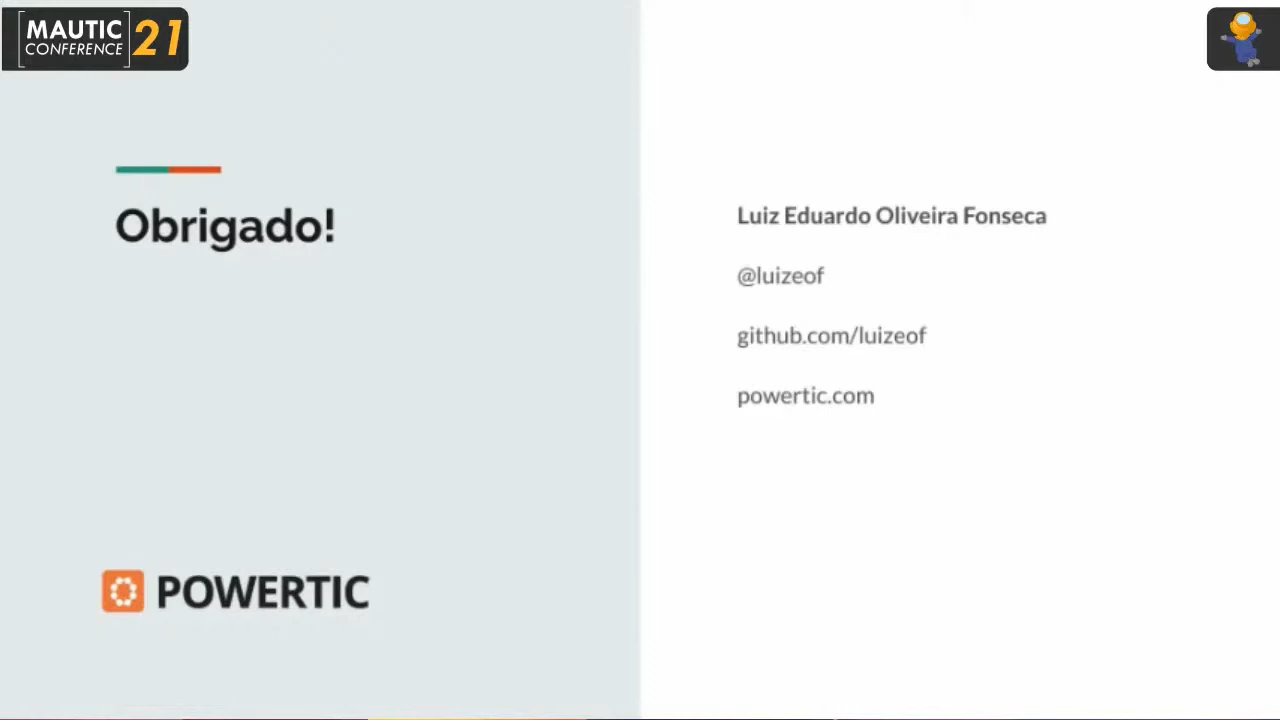 MAUTIC
CONFERENCE
21
Obrigado!
Luiz Eduardo Oliveira Fonseca
@luizeof
github.com/luizeof
powertic.com
POWERTIC